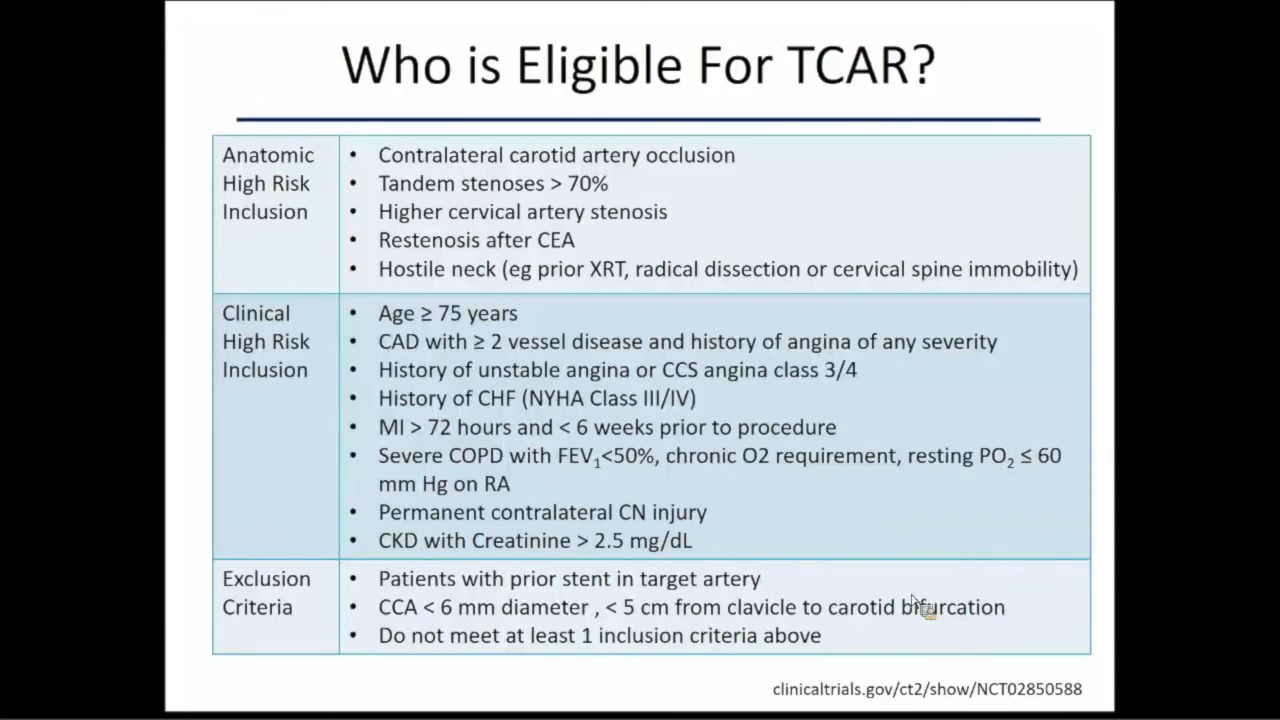 Who is Eligible For TCAR?
Anatomic
High Risk
Inclusion
• Contralateral carotid artery occlusion
• Tandem stenoses > 70%
• Higher cervical artery stenosis
• Restenosis after CEA
• Hostile neck (eg prior XRT, radical dissection or cervical spine immobility)
Clinical
High Risk
Inclusion
• Age ≥ 75 years
• CAD with ≥ 2 vessel disease and history of angina of any severity
• History of unstable angina or CCS angina class 3/4
• History of CHF (NYHA Class III/IV)
• MI > 72 hours and < 6 weeks prior to procedure
• Severe COPD with FEV₁<50%, chronic O2 requirement, resting PO₂ ≤ 60
mm Hg on RA
• Permanent contralateral CN injury
• CKD with Creatinine > 2.5 mg/dL
Exclusion
Criteria
• Patients with prior stent in target artery
• CCA < 6 mm diameter , < 5 cm from clavicle to carotid bifurcation
• Do not meet at least 1 inclusion criteria above
clinicaltrials.gov/ct2/show/NCT02850588